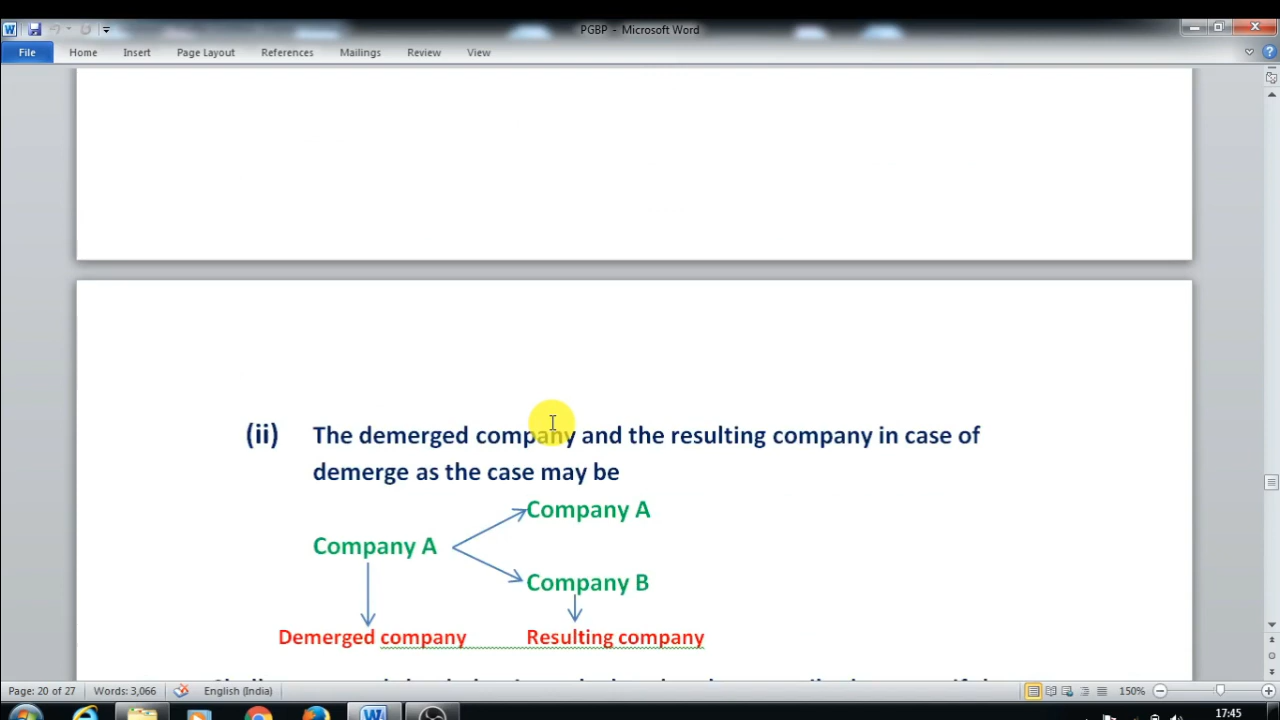 PGBP - Microsoft Word
File Home Insert Page Layout References Mailings Review View
(ii) The demerged company and the resulting company in case of
demerge as the case may be
Company A
Company A
Company B
Demerged company Resulting company
Page: 20 of 27 Words: 3,066 English (India) 150%
17:45